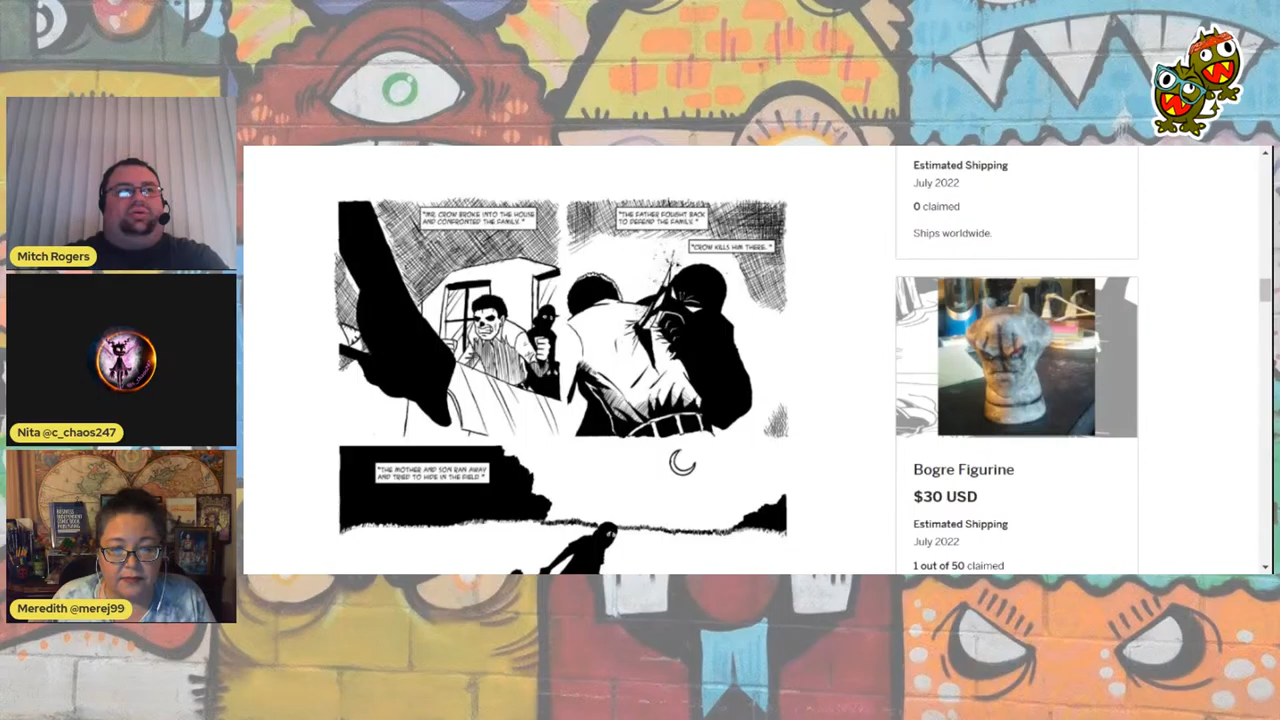 Mitch Rogers
Nita @c_chaos247
Meredith @merej99
"MR. CROW BROKE INTO THE HOUSE
AND CONFRONTED THE FAMILY."
"THE FATHER FOUGHT BACK
TO DEFEND THE FAMILY."
"CROW KILLS HIM THERE."
"THE MOTHER AND SON RAN AWAY
AND TRIED TO HIDE IN THE FIELD."
Estimated Shipping
July 2022
0 claimed
Ships worldwide.
Bogre Figurine
$30 USD
Estimated Shipping
July 2022
1 out of 50 claimed